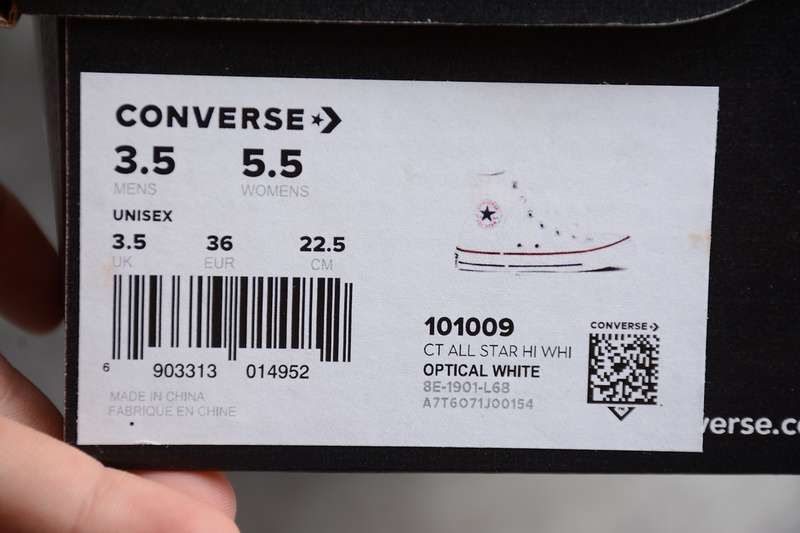 CONVERSE
3.5 5.5
MENS WOMENS
UNISEX
3.5 36 22.5
UK EUR CM
6 903313 014952
MADE IN CHINA
FABRIQUE EN CHINE
101009
CT ALL STAR HI WHI
OPTICAL WHITE
8E-1901-L68
A7T6071J00154
CONVERSE
verse.co